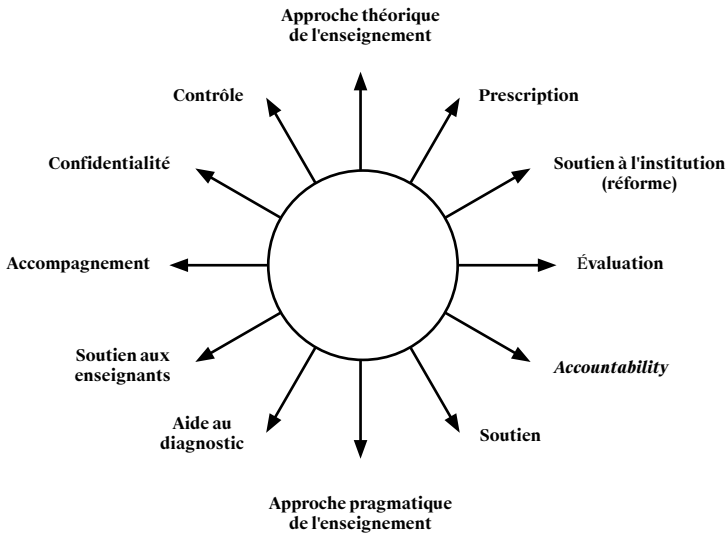 Approche théorique
de l'enseignement
Contrôle
Prescription
Confidentialité
Soutien à l'institution
(réforme)
Accompagnement
Évaluation
Soutien aux
enseignants
Accountability
Aide au
diagnostic
Soutien
Approche pragmatique
de l'enseignement